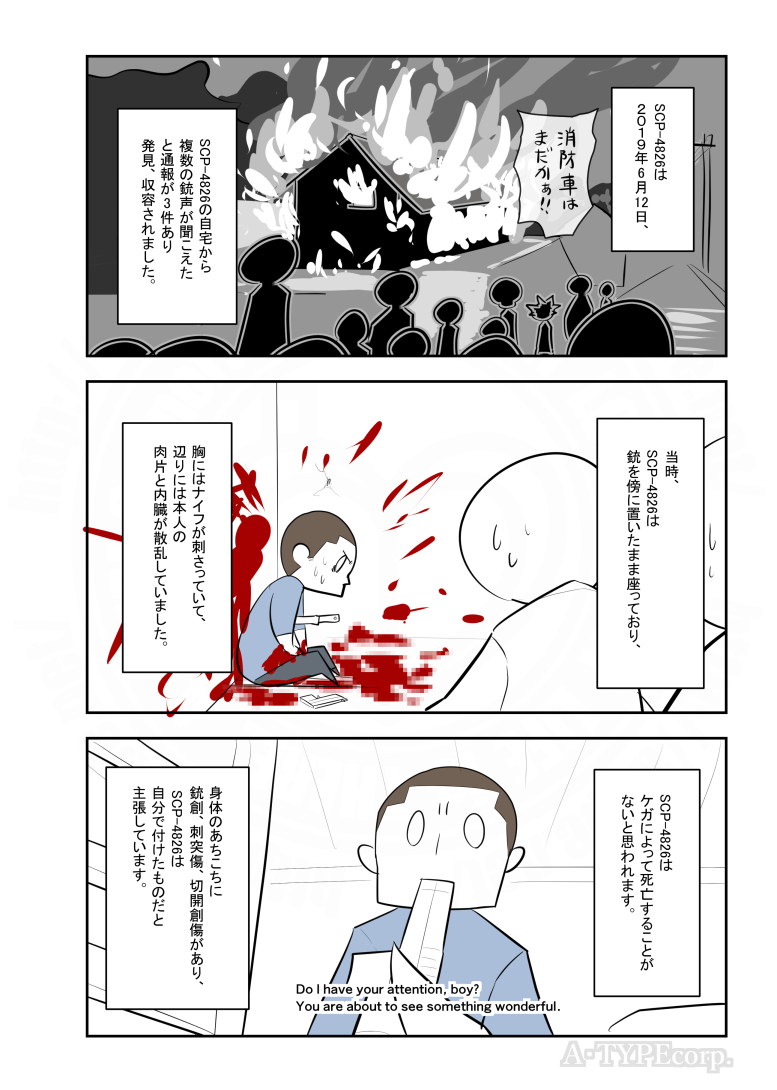 SCP-4826は
2019年6月12日、
消防車は
まだかぁ!!
SCP-4826の自宅から
複数の銃声が聞こえた
と通報が3件あり
発見、収容されました。
当時、
SCP-4826は
銃を傍に置いたまま座っており、
胸にはナイフが刺さっていて、
辺りには本人の
肉片と内臓が散乱していました。
SCP-4826は
ケガによって死亡することが
ないと思われます。
身体のあちこちに
銃創、刺突傷、切開創傷があり、
SCP-4826は
自分で付けたものだと
主張しています。
Do I have your attention, boy?
You are about to see something wonderful.
A-TYPEcorp.